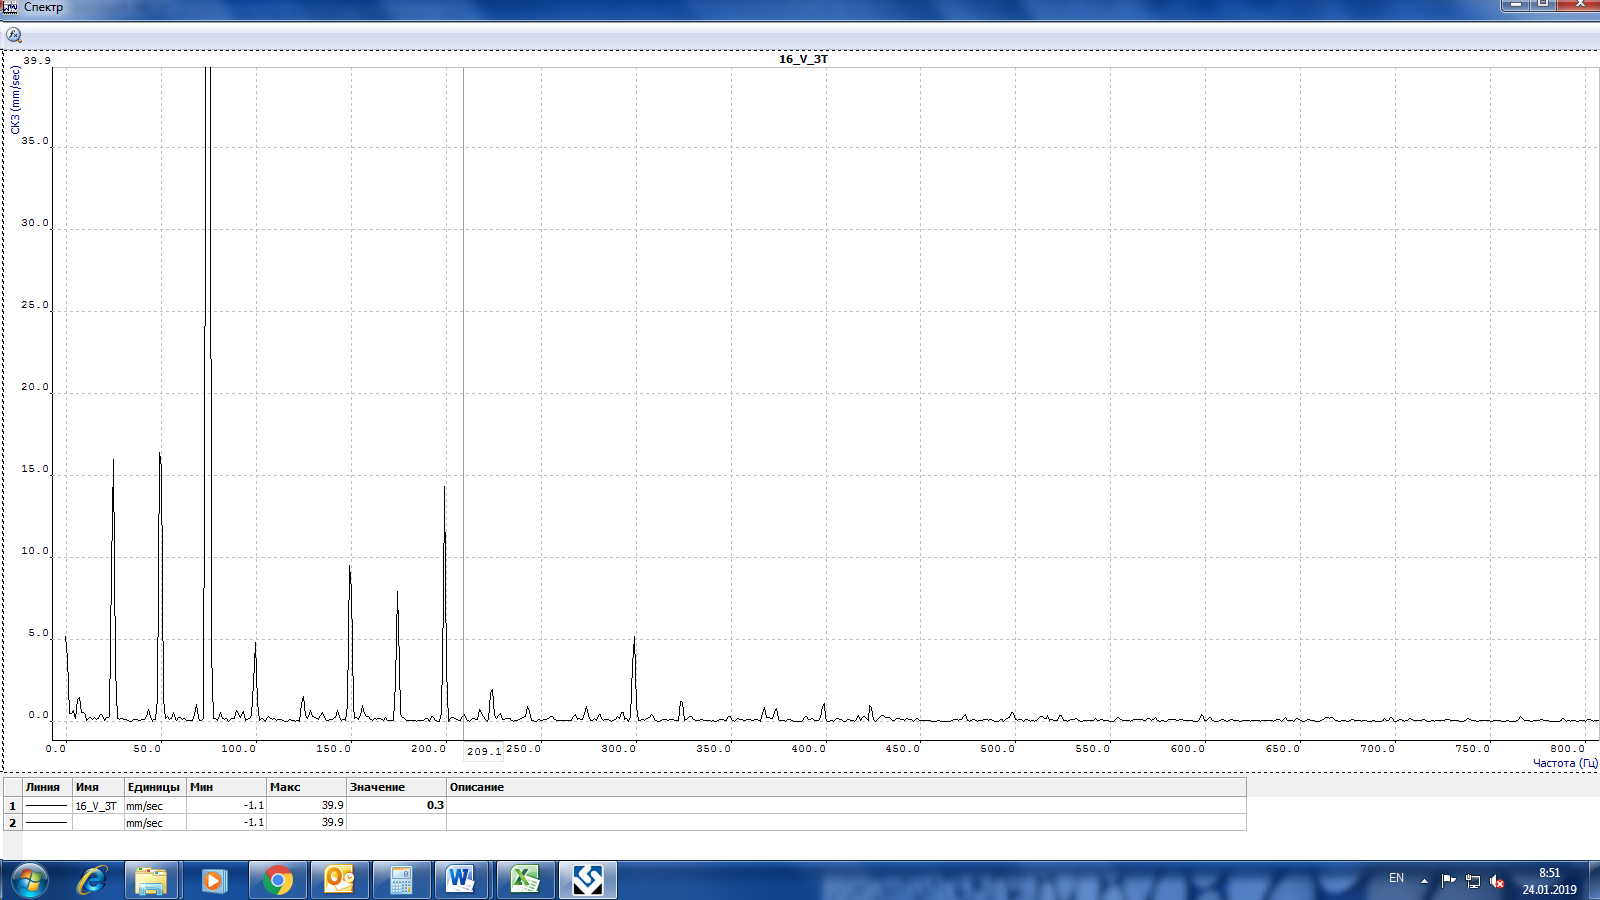 Спектр
16_V_3T
39.9
СКЗ (mm/sec)
35.0
30.0
25.0
20.0
15.0
10.0
5.0
0.0
0.0 50.0 100.0 150.0 200.0 209.1 250.0 300.0 350.0 400.0 450.0 500.0 550.0 600.0 650.0 700.0 750.0 800.0
Частота (Гц)
Линия Имя Единицы Мин Макс Значение Описание
1 16_V_3T mm/sec -1.1 39.9 0.3
2 mm/sec -1.1 39.9
EN 8:51
24.01.2019